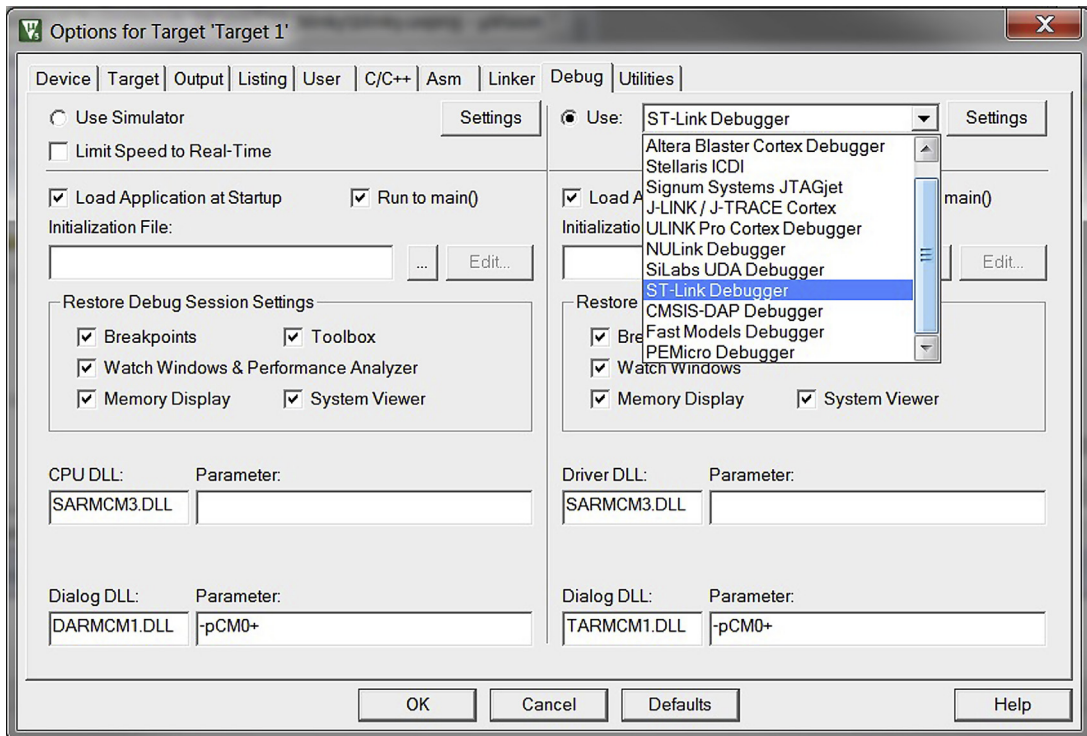 Options for Target 'Target 1'
Device Target Output Listing User C/C++ Asm Linker Debug Utilities
Use Simulator Settings
Limit Speed to Real-Time
Use: ST-Link Debugger Settings
Altera Blaster Cortex Debugger
Stellaris ICDI
Signum Systems JTAGjet
J-LINK / J-TRACE Cortex
ULINK Pro Cortex Debugger
NULink Debugger
SiLabs UDA Debugger
ST-Link Debugger
CMSIS-DAP Debugger
Fast Models Debugger
PEMicro Debugger
Load Application at Startup Run to main()
Initialization File:
... Edit...
Restore Debug Session Settings
Breakpoints Toolbox
Watch Windows & Performance Analyzer
Memory Display System Viewer
CPU DLL: Parameter:
SARMCM3.DLL
Dialog DLL: Parameter:
DARMCM1.DLL -pCM0+
Load A main()
Initializatio
Edit...
Restore
Bre
Watch Windows
Memory Display System Viewer
Driver DLL: Parameter:
SARMCM3.DLL
Dialog DLL: Parameter:
TARMCM1.DLL -pCM0+
OK Cancel Defaults Help